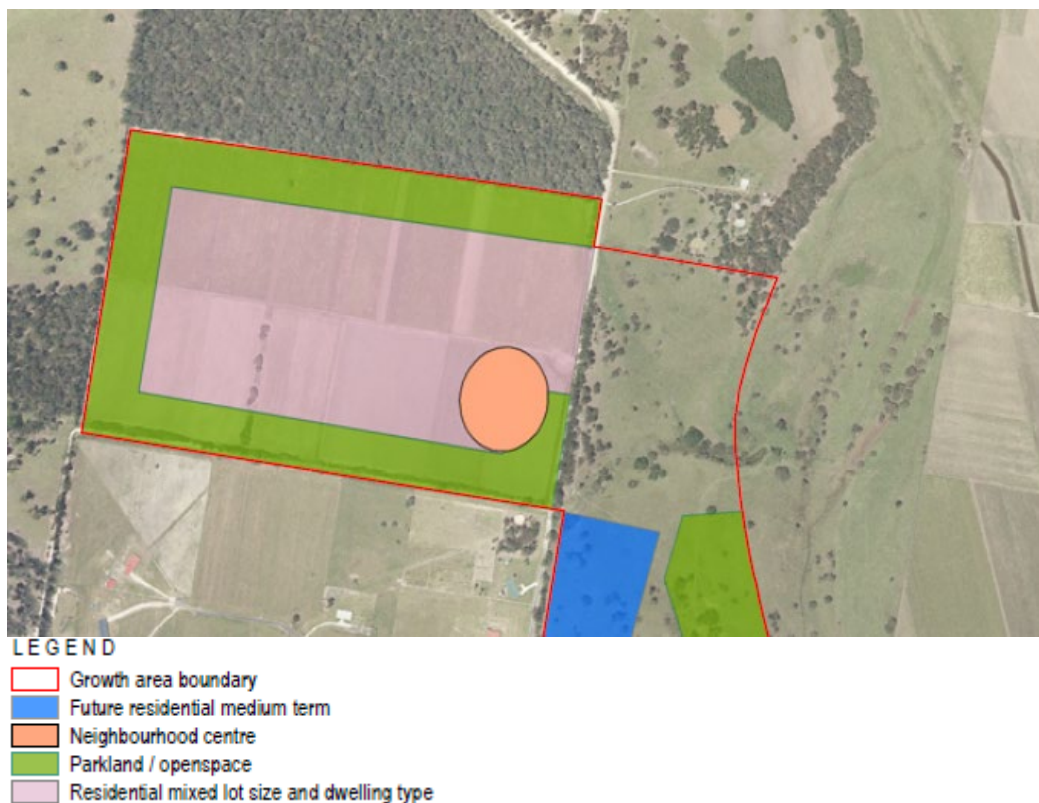 LEGEND
Growth area boundary
Future residential medium term
Neighbourhood centre
Parkland / openspace
Residential mixed lot size and dwelling type